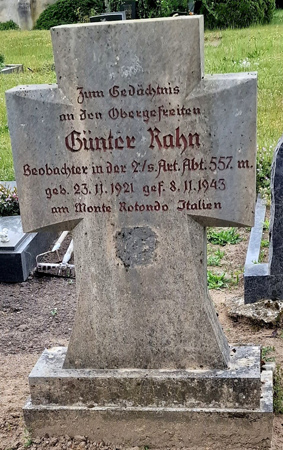 Zum Gedächtnis
an den Obergefreiten
Günter Rahn
Beobachter in der 2./s. Art. Abt. 557. m.
geb. 23. 11. 1921 gef. 8. 11. 1943
am Monte Rotondo Italien